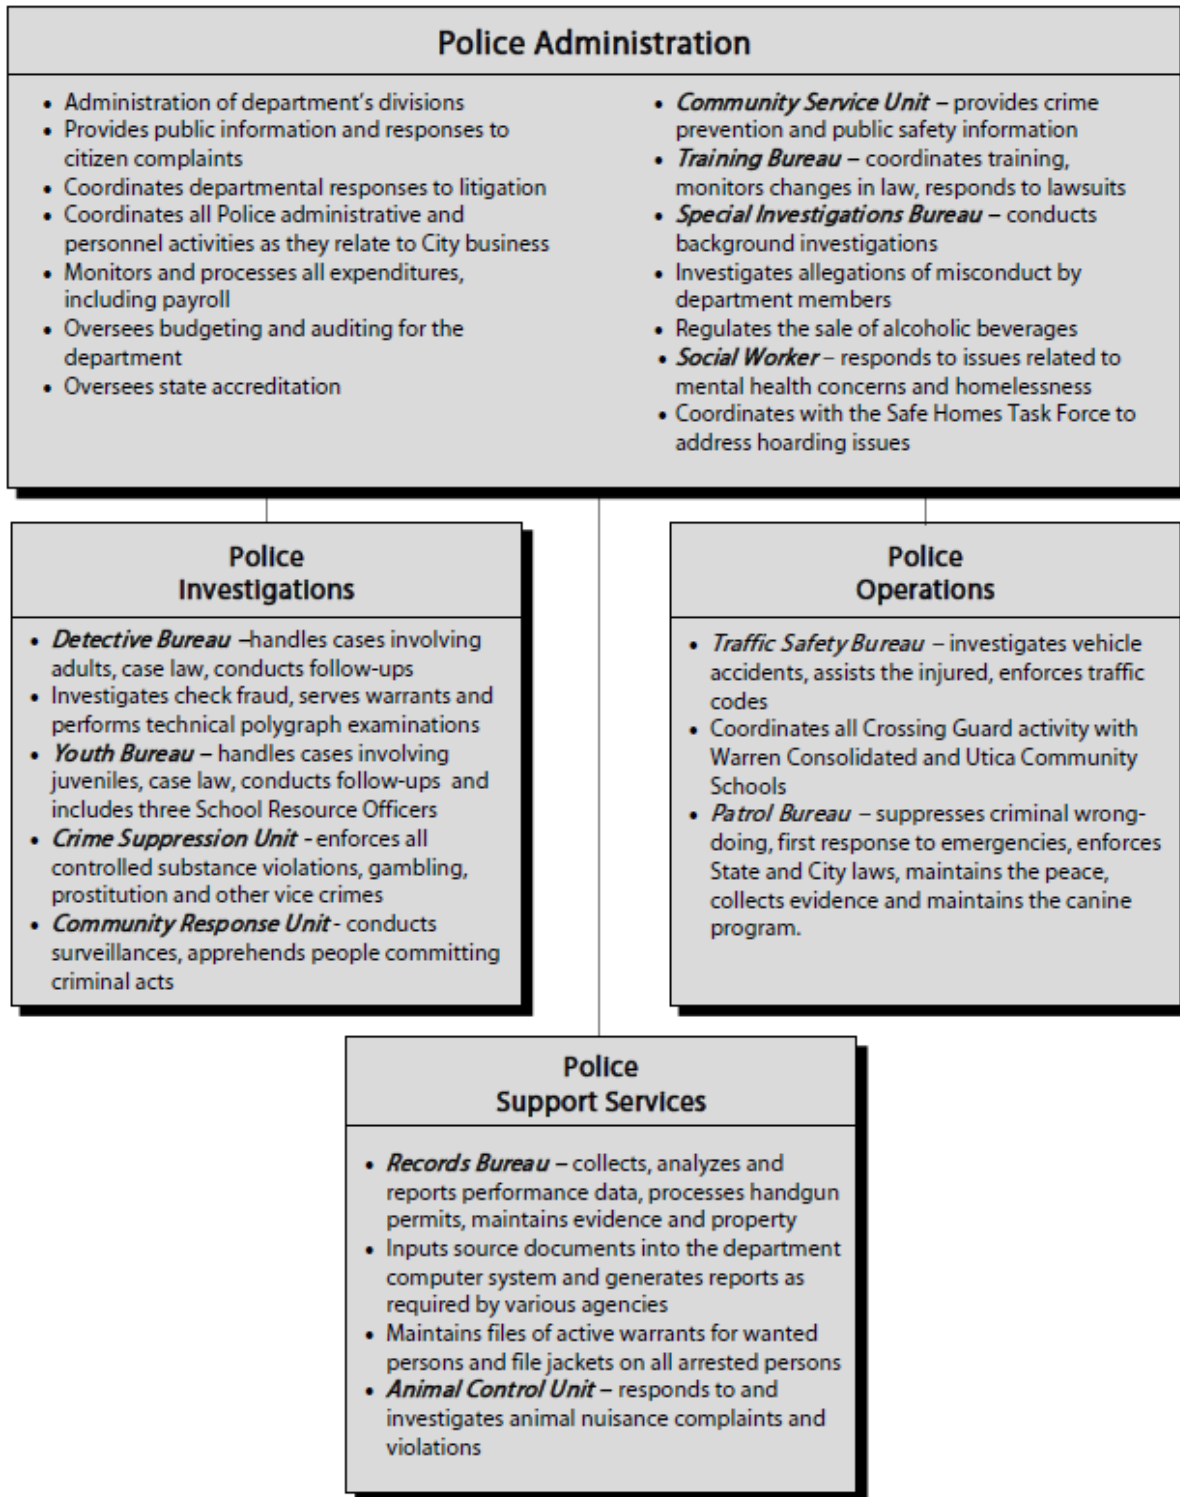 Police Administration
• Administration of department's divisions
• Provides public information and responses to
citizen complaints
• Coordinates departmental responses to litigation
• Coordinates all Police administrative and
personnel activities as they relate to City business
• Monitors and processes all expenditures,
including payroll
• Oversees budgeting and auditing for the
department
• Oversees state accreditation
• Community Service Unit – provides crime
prevention and public safety information
• Training Bureau – coordinates training,
monitors changes in law, responds to lawsuits
• Special Investigations Bureau – conducts
background investigations
• Investigates allegations of misconduct by
department members
• Regulates the sale of alcoholic beverages
• Social Worker – responds to issues related to
mental health concerns and homelessness
• Coordinates with the Safe Homes Task Force to
address hoarding issues
Police
Investigations
• Detective Bureau –handles cases involving
adults, case law, conducts follow-ups
• Investigates check fraud, serves warrants and
performs technical polygraph examinations
• Youth Bureau – handles cases involving
juveniles, case law, conducts follow-ups and
includes three School Resource Officers
• Crime Suppression Unit - enforces all
controlled substance violations, gambling,
prostitution and other vice crimes
• Community Response Unit - conducts
surveillances, apprehends people committing
criminal acts
Police
Operations
• Traffic Safety Bureau – investigates vehicle
accidents, assists the injured, enforces traffic
codes
• Coordinates all Crossing Guard activity with
Warren Consolidated and Utica Community
Schools
• Patrol Bureau – suppresses criminal wrong-
doing, first response to emergencies, enforces
State and City laws, maintains the peace,
collects evidence and maintains the canine
program.
Police
Support Services
• Records Bureau – collects, analyzes and
reports performance data, processes handgun
permits, maintains evidence and property
• Inputs source documents into the department
computer system and generates reports as
required by various agencies
• Maintains files of active warrants for wanted
persons and file jackets on all arrested persons
• Animal Control Unit – responds to and
investigates animal nuisance complaints and
violations